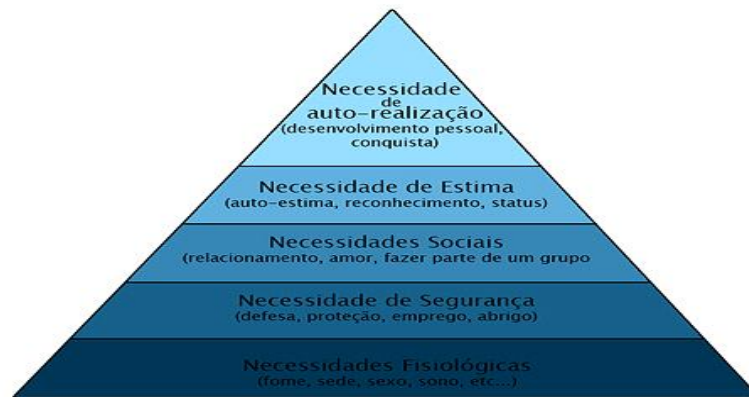 Necessidade
de
auto-realização
(desenvolvimento pessoal,
conquista)
Necessidade de Estima
(auto-estima, reconhecimento, status)
Necessidades Sociais
(relacionamento, amor, fazer parte de um grupo
Necessidade de Segurança
(defesa, proteção, emprego, abrigo)
Necessidades Fisiológicas
(fome, sede, sexo, sono, etc...)